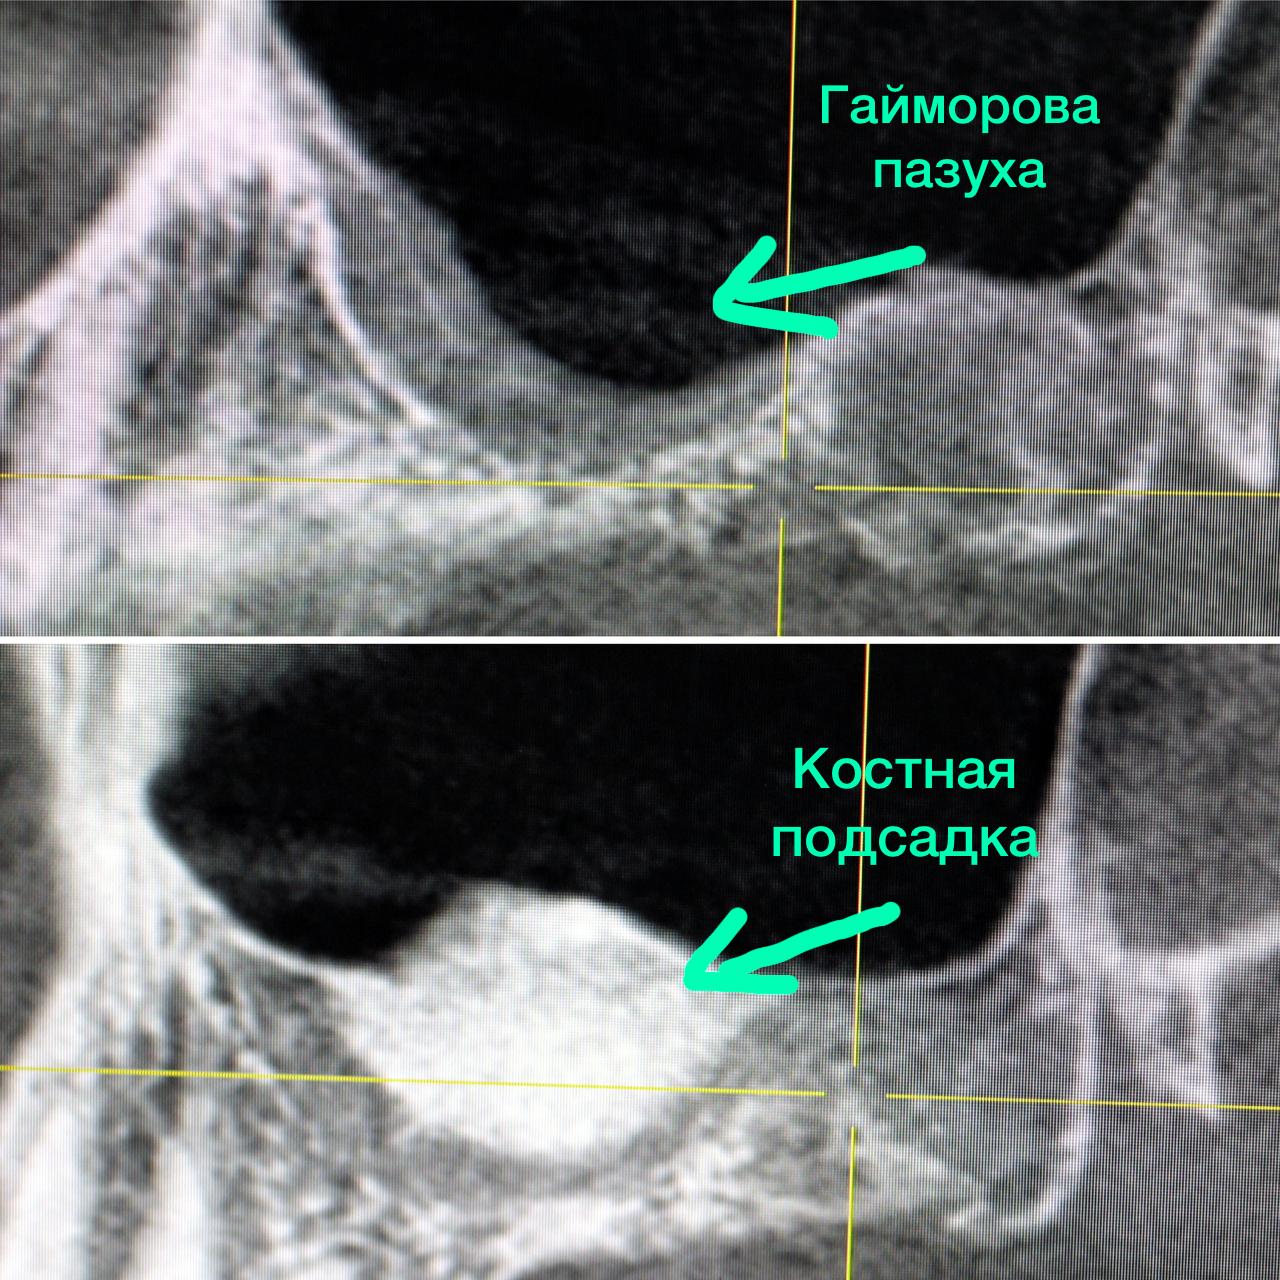 Гайморова
пазуха
Костная
подсадка